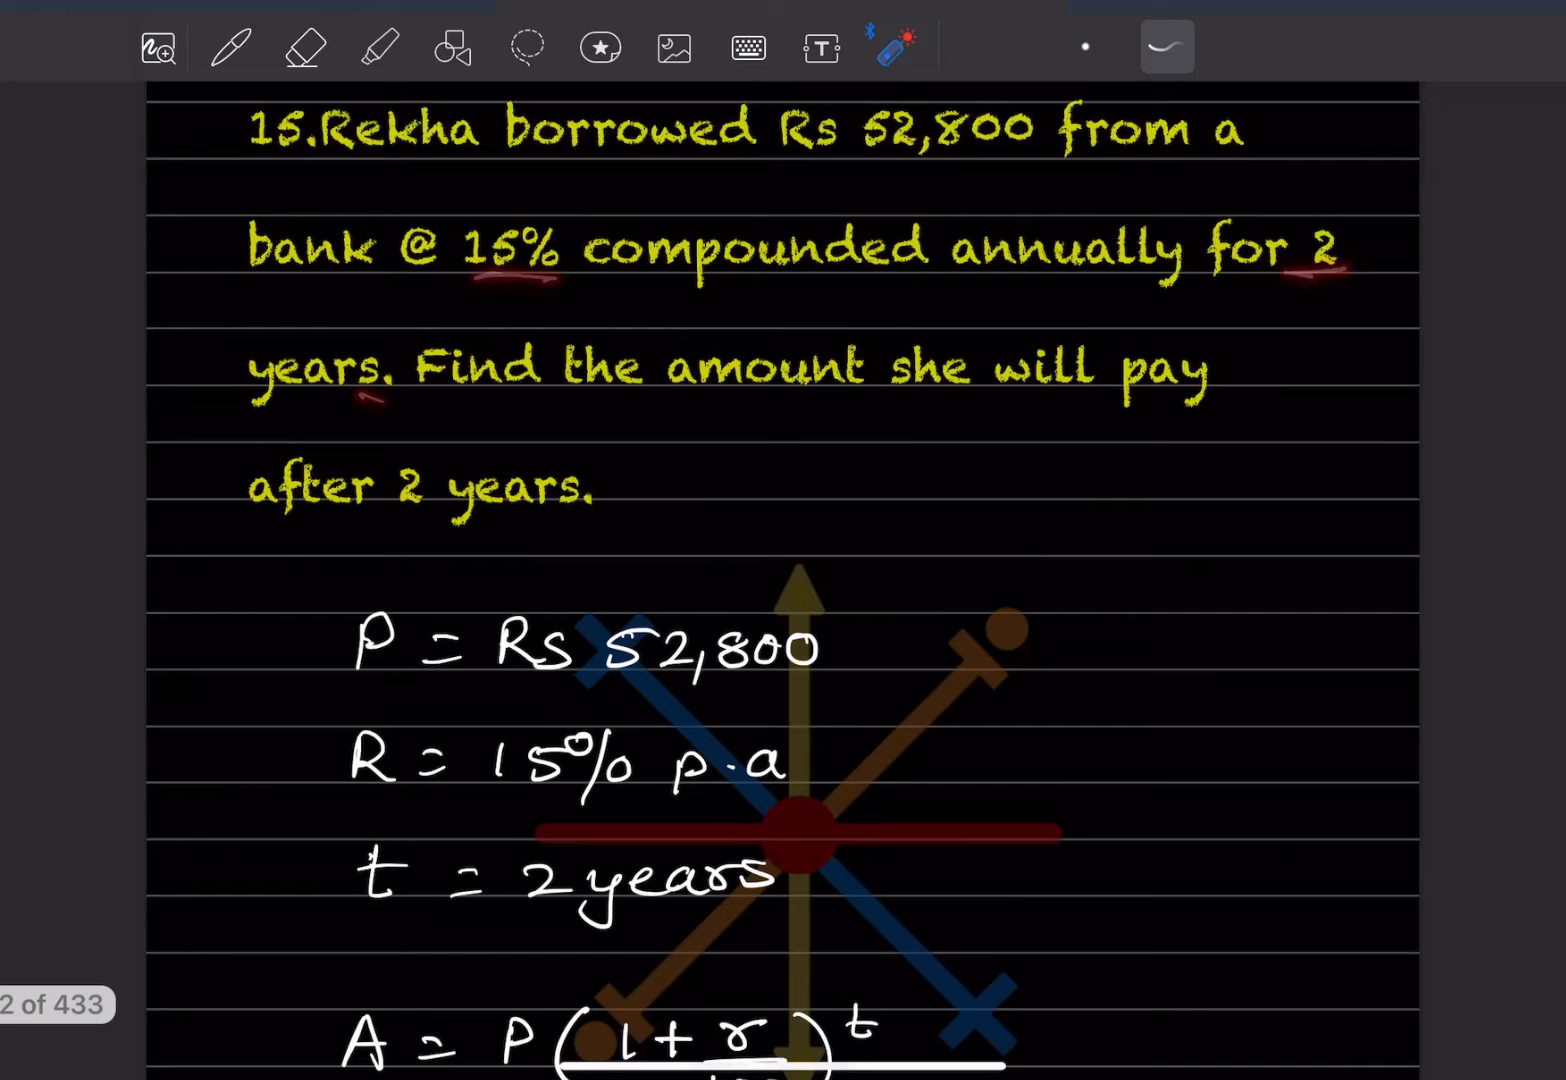 15.Rekha borrowed Rs 52,800 from a
bank @ 15% compounded annually for 2
years. Find the amount she will pay
after 2 years.
P = Rs 52,800
R = 15% p.a
t = 2 years
2 of 433
A = P(1+r)^t